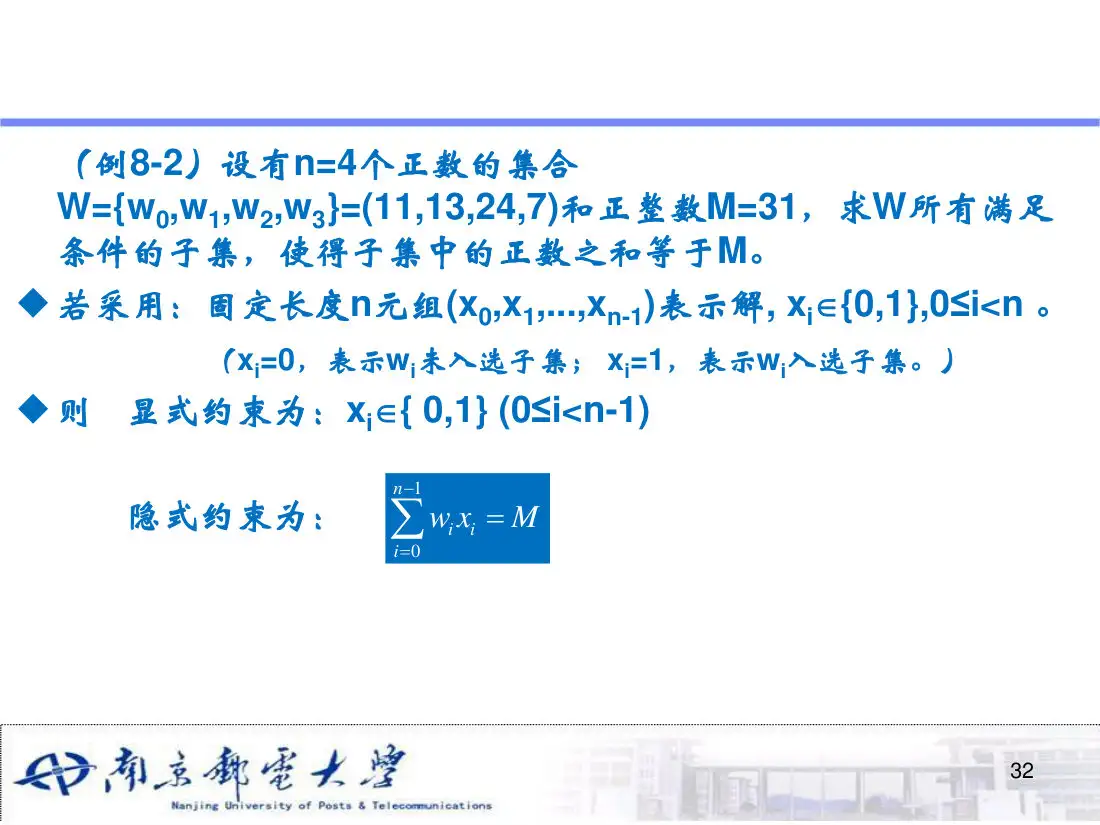 （例8-2）设有n=4个正数的集合
W={w0,w1,w2,w3}=(11,13,24,7)和正整数M=31，求W所有满足
条件的子集，使得子集中的正数之和等于M。
◆若采用：固定长度n元组(x0,x1,...,xn-1)表示解, xi∈{0,1},0≤i<n 。
（xi=0，表示wi未入选子集； xi=1，表示wi入选子集。）
◆则 显式约束为：xi∈{ 0,1} (0≤i<n-1)
隐式约束为： \sum_{i=0}^{n-1} w_i x_i = M
南京郵電大學
Nanjing University of Posts & Telecommunications
32